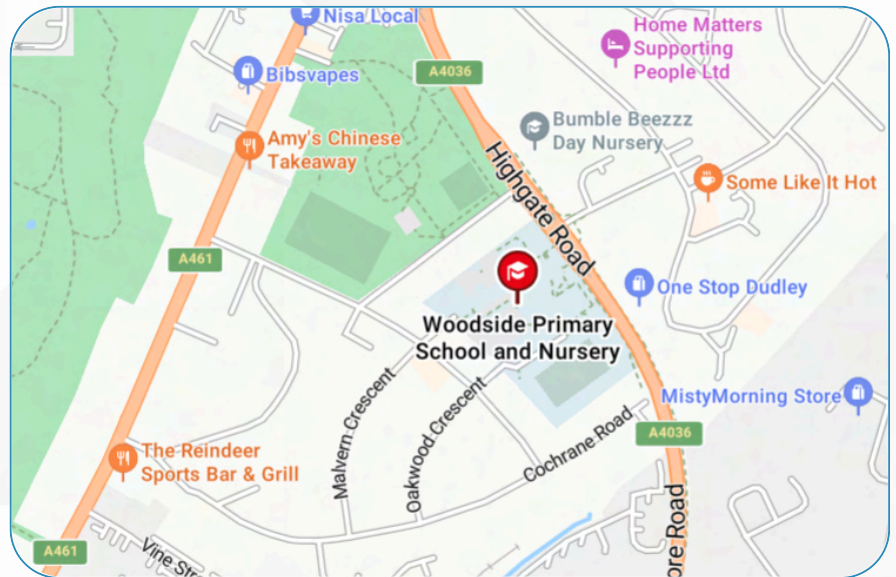 Nisa Local
Home Matters
Supporting
People Ltd
A4036
Bibsvapes
Bumble Beezzz
Day Nursery
Amy's Chinese
Takeaway
Highgate Road
Some Like It Hot
A461
One Stop Dudley
Woodside Primary
School and Nursery
MistyMorning Store
Malvern Crescent
Oakwood Crescent
Cochrane Road
A4036
The Reindeer
Sports Bar & Grill
ore Road
A461
Vine Stre